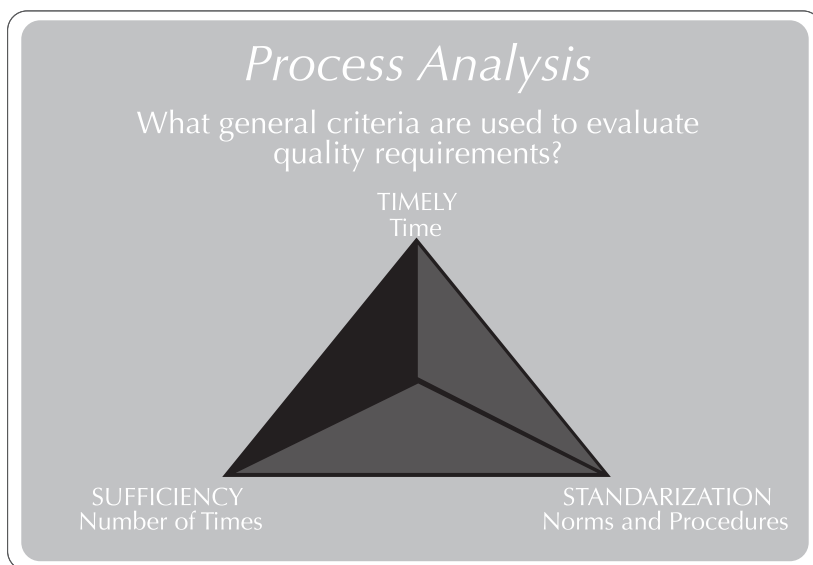 Process Analysis
What general criteria are used to evaluate
quality requirements?
TIMELY
Time
SUFFICIENCY
Number of Times
STANDARIZATION
Norms and Procedures